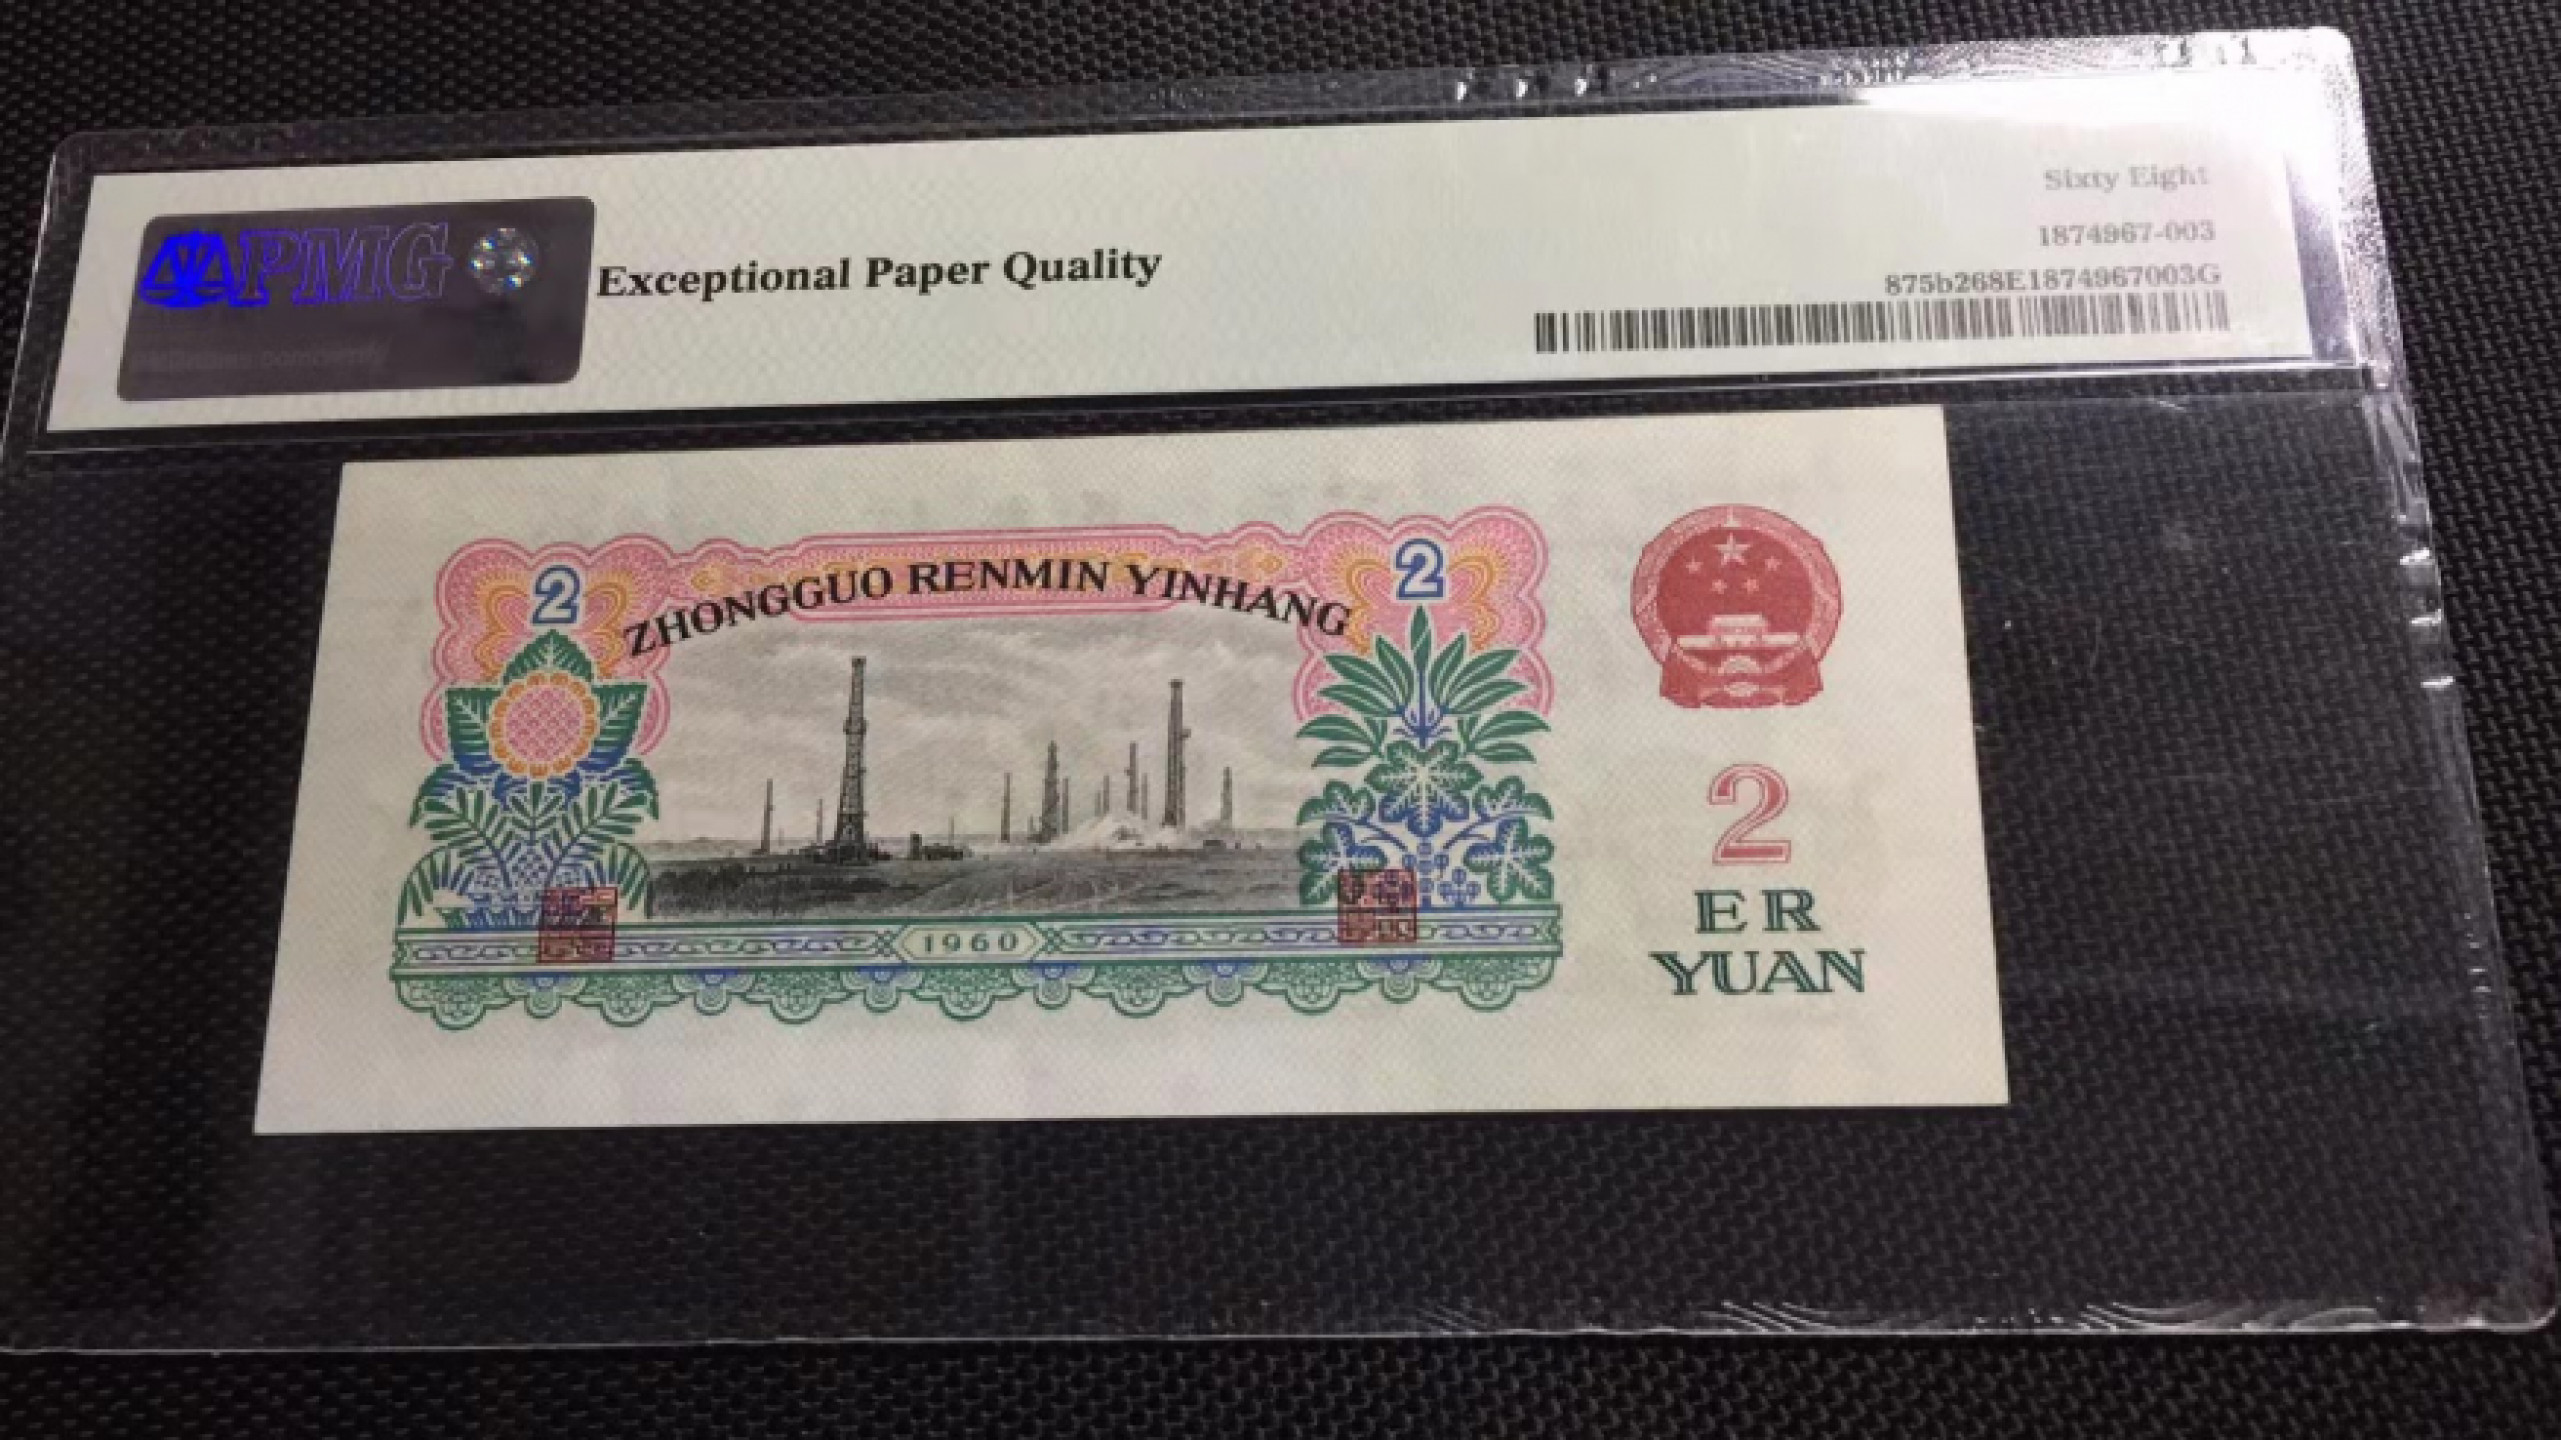 PMG
Exceptional Paper Quality
Sixty Eight
1874967-003
875b268E1874967003G
2
ZHONGGUO RENMIN YINHANG
2
1960
2
ER
YUAN